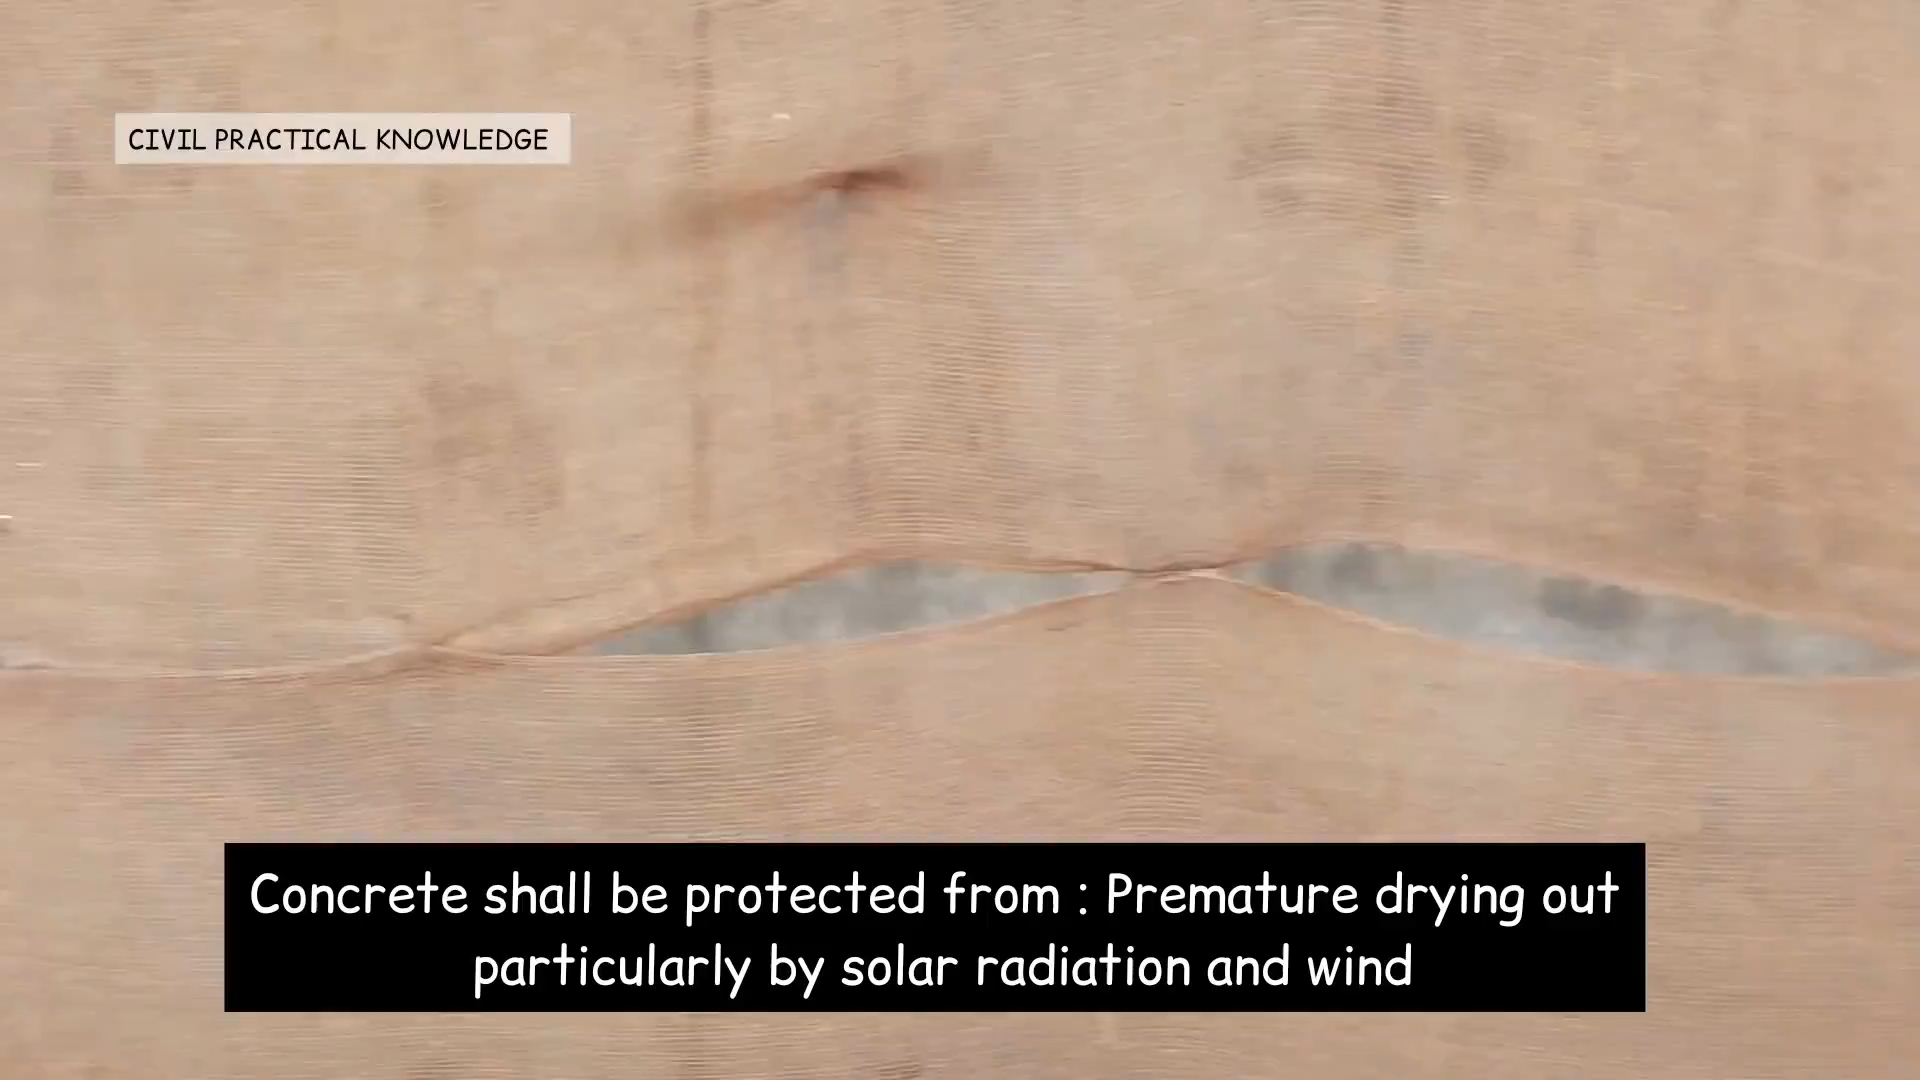 CIVIL PRACTICAL KNOWLEDGE
Concrete shall be protected from : Premature drying out
particularly by solar radiation and wind